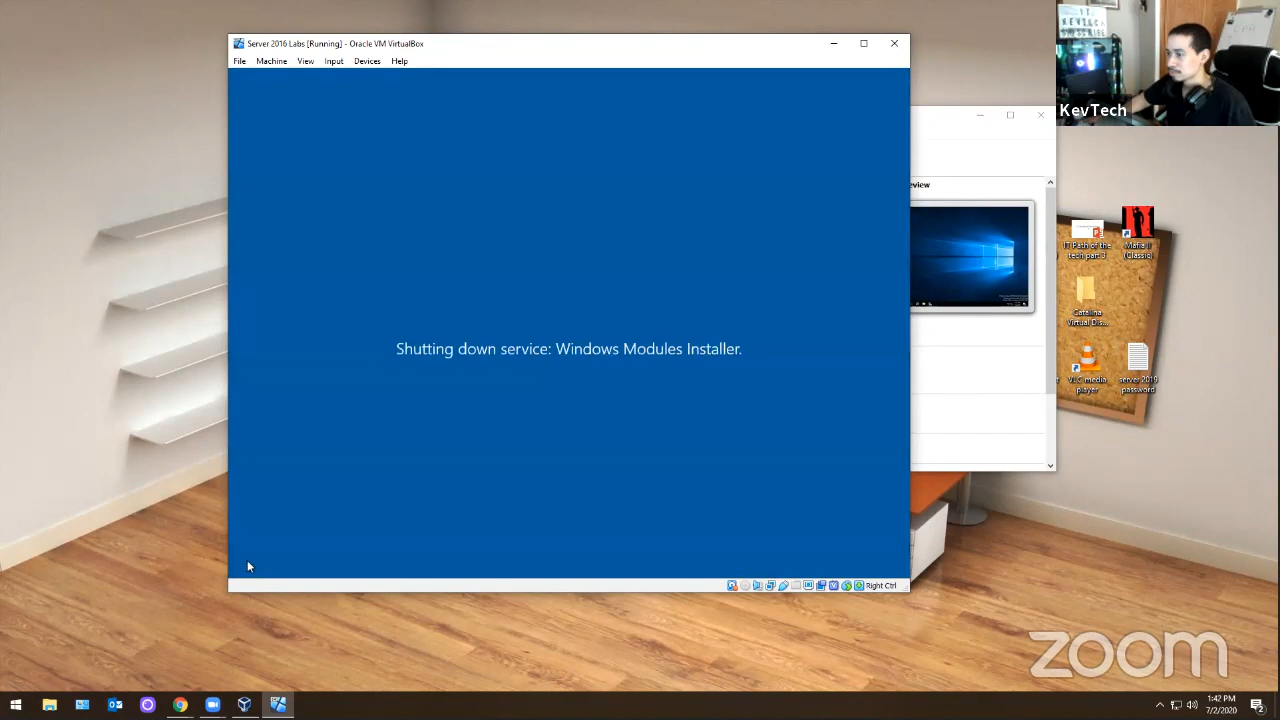 Server 2016 Labs [Running] - Oracle VM VirtualBox
File Machine View Input Devices Help
KevTech
eview
Shutting down service: Windows Modules Installer.
IT Path of the
tech part 3
Mafia II
(Classic)
Catalina
Virtual Dis...
VLC media
player
server 2019
password
Right Ctrl
zoom
1:42 PM
7/2/2020
2